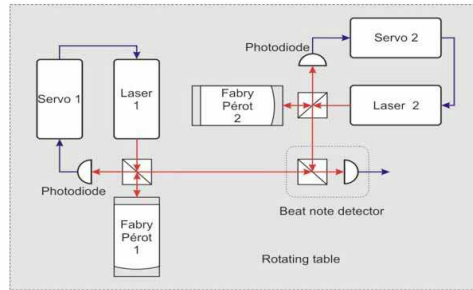 Photodiode
Servo 2
Servo 1
Laser
1
Fabry
Pérot
2
Laser 2
Photodiode
Beat note detector
Fabry
Pérot
1
Rotating table